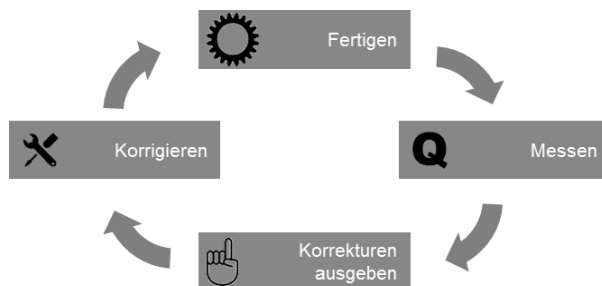 Fertigen
Q
Messen
Korrekturen
ausgeben
Korrigieren